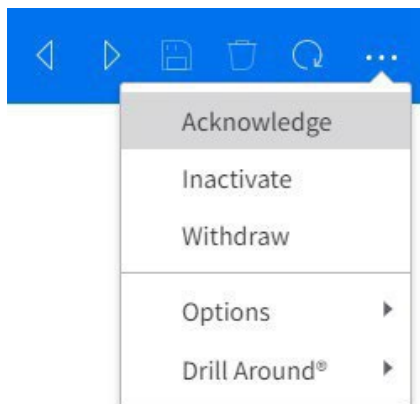 Acknowledge
Inactivate
Withdraw
Options
Drill Around®